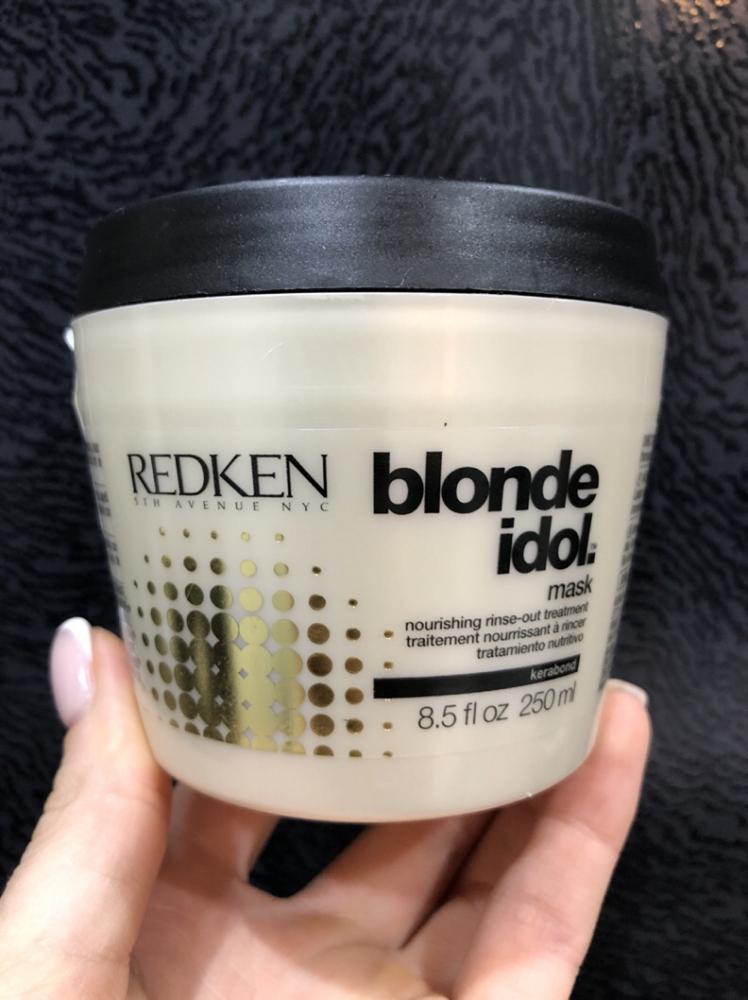 REDKEN
5TH AVENUE NYC
blonde
idol.™
mask
nourishing rinse-out treatment
traitement nourrissant à rincer
tratamiento nutritivo
kerabond
8.5 fl oz 250 ml